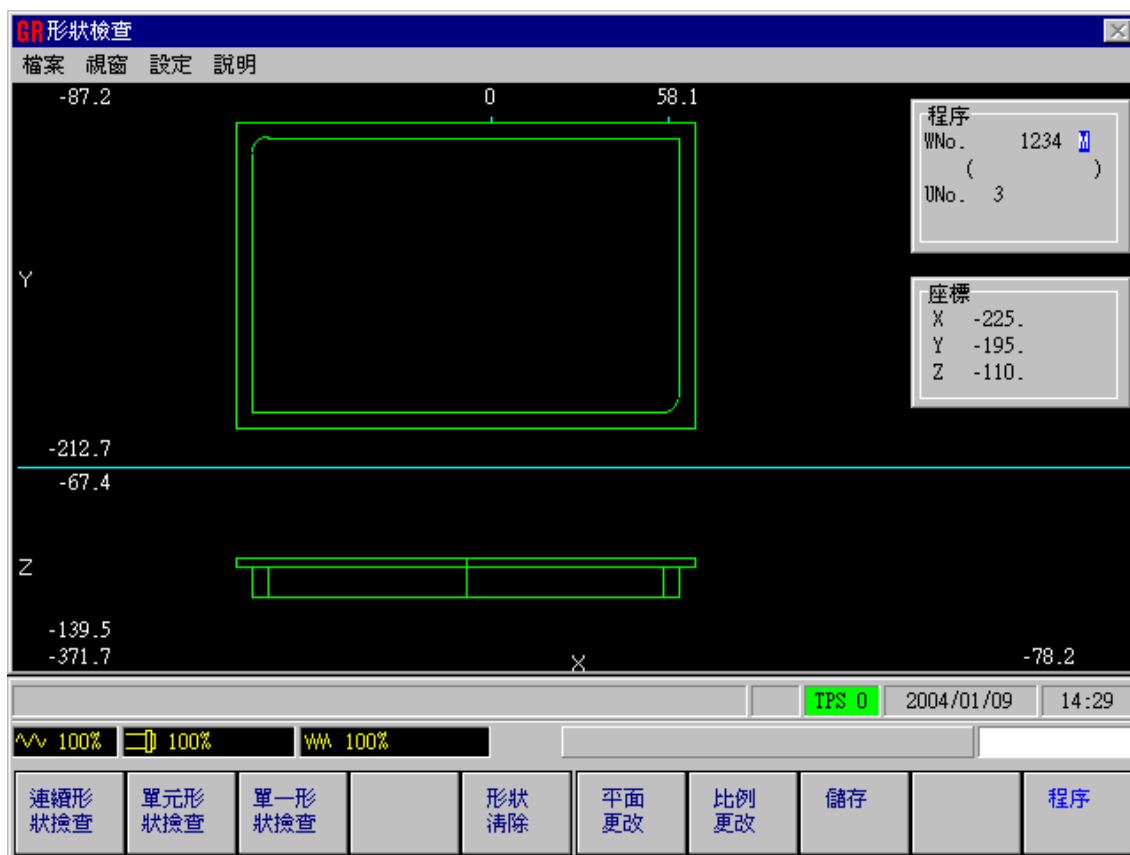 GR形狀檢查
檔案 視窗 設定 說明
-87.2 0 58.1
程序
WNo. 1234 M
( )
UNo. 3
Y
座標
X -225.
Y -195.
Z -110.
-212.7
-67.4
Z
-139.5
-371.7 X -78.2
TPS 0 2004/01/09 14:29
100% 100% 100%
連續形 單元形 單一形 形狀 平面 比例 儲存 程序
狀檢查 狀檢查 狀檢查 清除 更改 更改